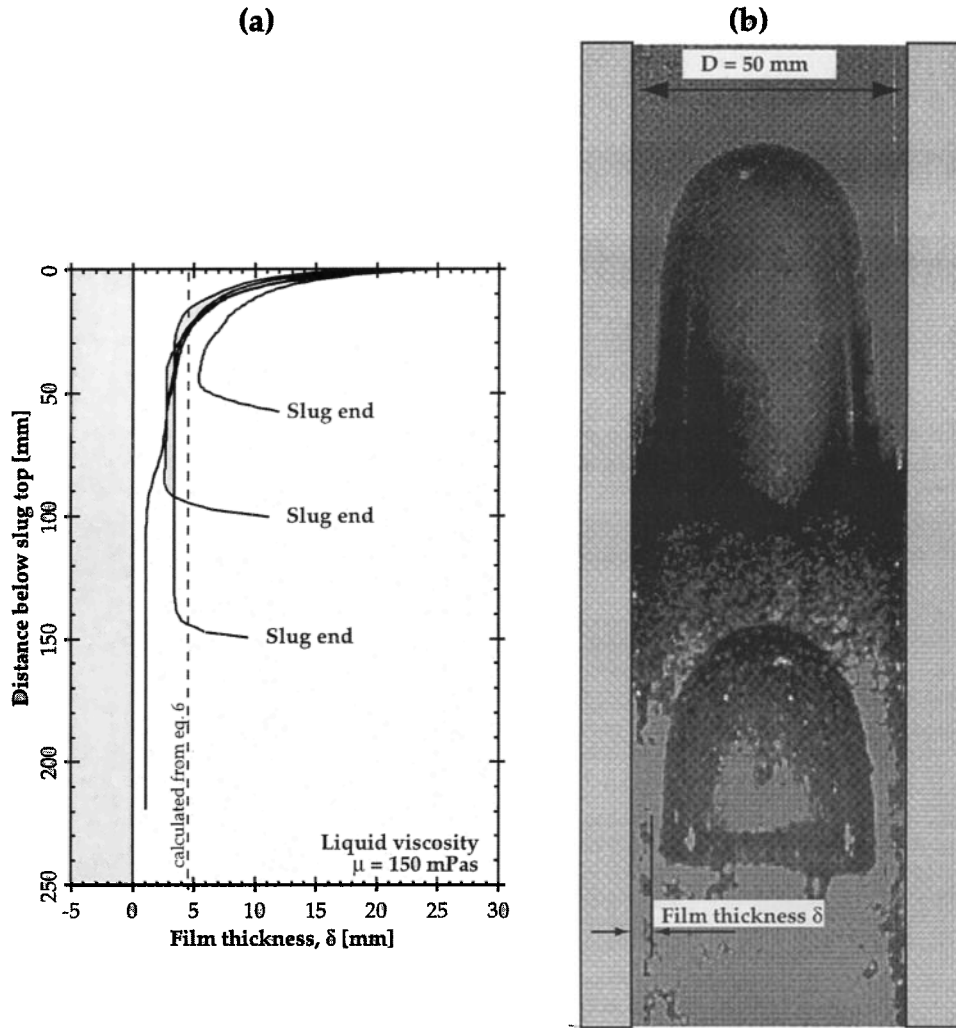 (a)
(b)
D = 50 mm
0
50
100
150
200
250
Distance below slug top [mm]
Slug end
Slug end
Slug end
calculated from eq.6
Liquid viscosity
μ = 150 mPas
-5
0
5
10
15
20
25
30
Film thickness, δ [mm]
Film thickness δ